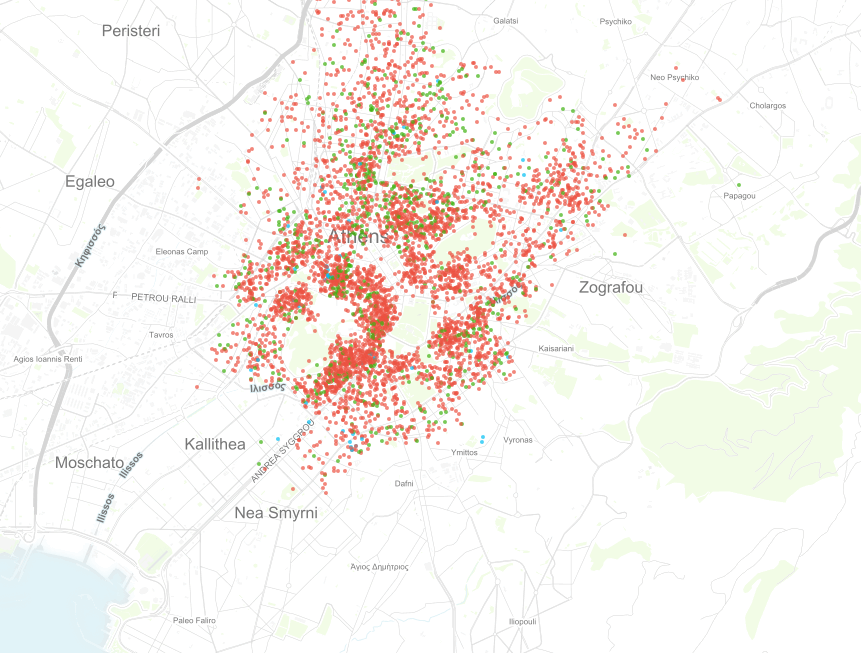 Galatsi
Psychiko
Peristeri
Neo Psychiko
Cholargos
Egaleo
Papagou
Κηφισσός
Athens
Eleonas Camp
Zografou
Ιλισσός
F
PETROU RALLI
Tavros
Kaisariani
Agios Ioannis Renti
Ιλισσός
ANDREA SYGGROU
Kallithea
Vyronas
Ymittos
Moschato
Ilissos
Dafni
Ilissos
Nea Smyrni
Άγιος Δημήτριος
Paleo Faliro
Ilioupoli